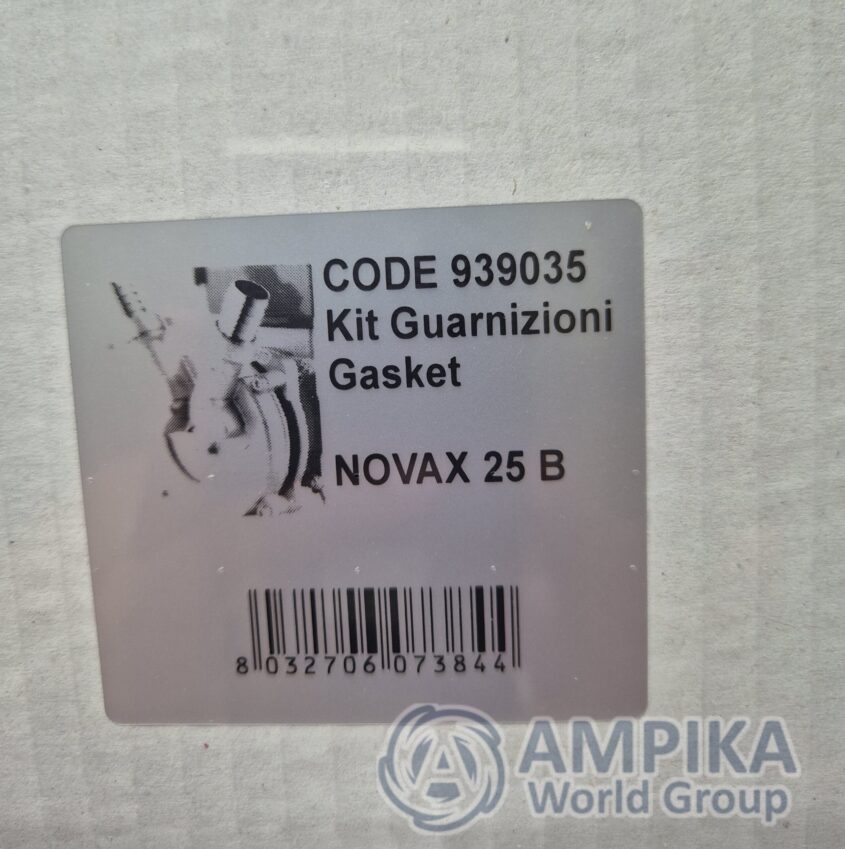 CODE 939035
Kit Guarnizioni
Gasket
NOVAX 25 B
8 032706 073844
AMPIKA
World Group